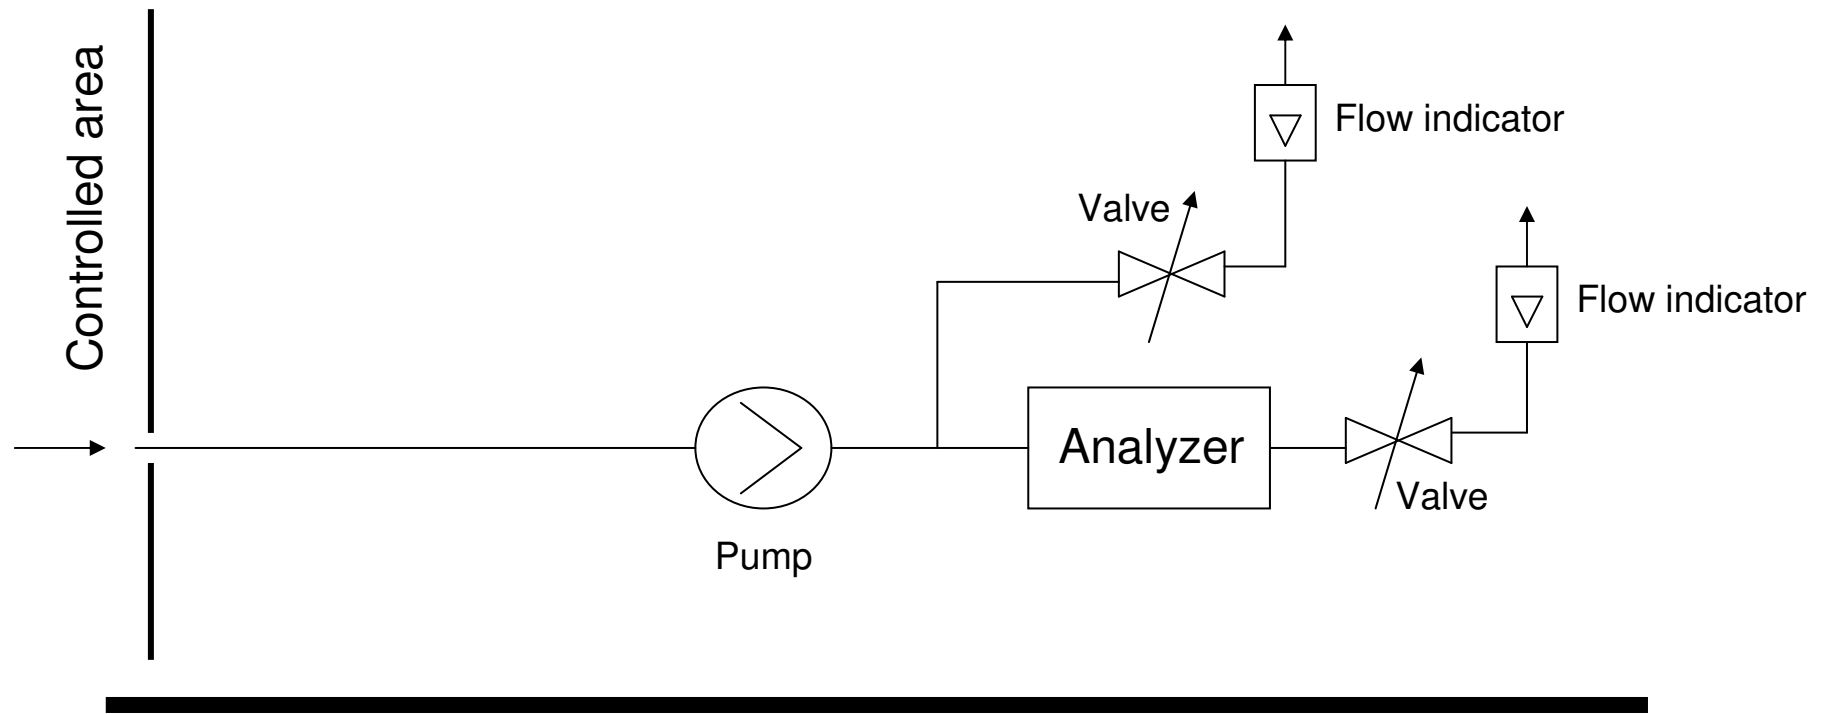 Controlled area
Flow indicator
Valve
Flow indicator
Analyzer
Valve
Pump